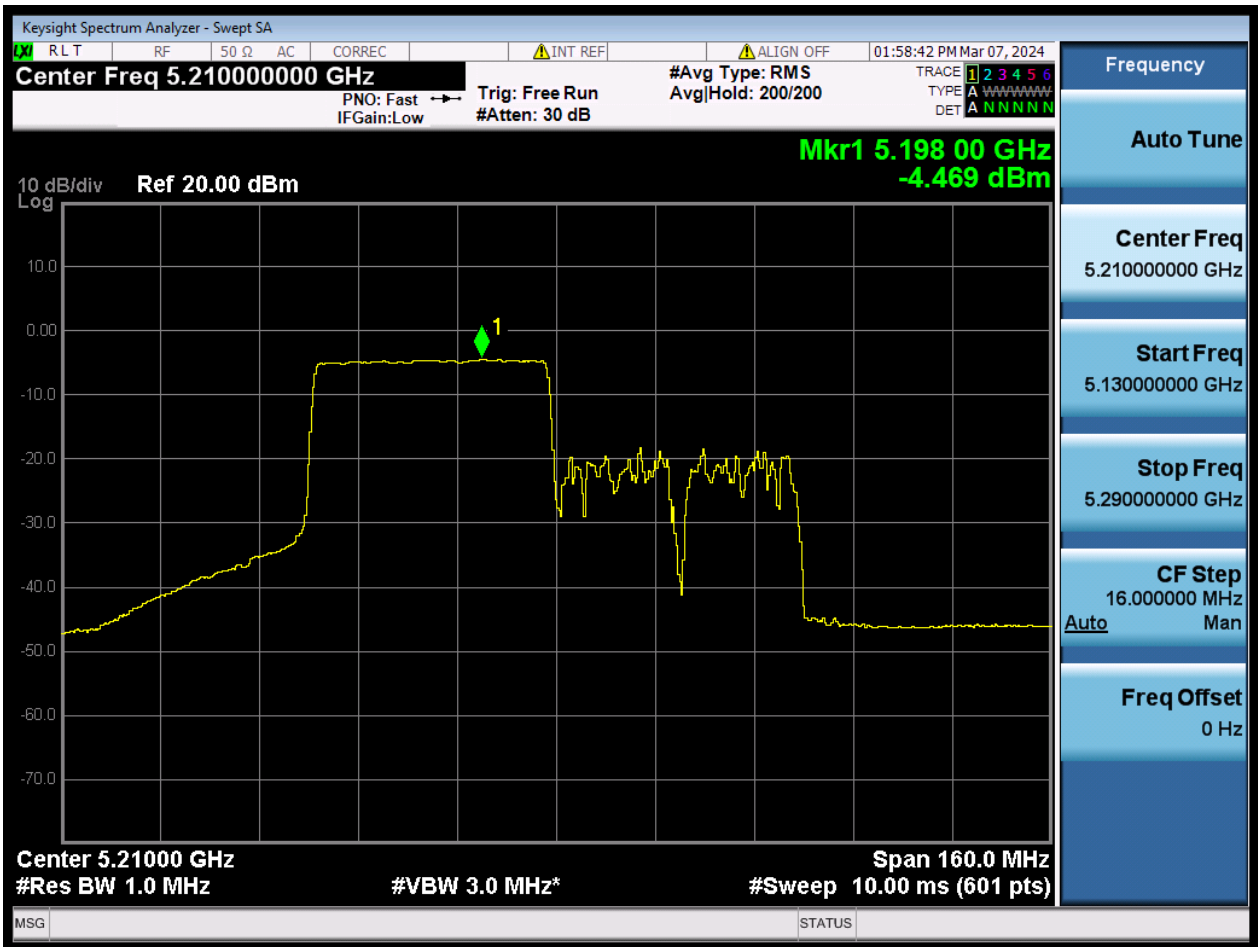 Keysight Spectrum Analyzer - Swept SA
LXI RLT RF 50 Ω AC CORREC INT REF ALIGN OFF 01:58:42 PM Mar 07, 2024
Center Freq 5.210000000 GHz
PNO: Fast
IFGain:Low
Trig: Free Run
#Atten: 30 dB
#Avg Type: RMS
Avg|Hold: 200/200
TRACE 1 2 3 4 5 6
TYPE A WWWWW
DET A N N N N N
Mkr1 5.198 00 GHz
-4.469 dBm
10 dB/div Ref 20.00 dBm
Log
10.0
0.00
-10.0
-20.0
-30.0
-40.0
-50.0
-60.0
-70.0
1
Center 5.21000 GHz Span 160.0 MHz
#Res BW 1.0 MHz #VBW 3.0 MHz* #Sweep 10.00 ms (601 pts)
MSG STATUS
Frequency
Auto Tune
Center Freq
5.210000000 GHz
Start Freq
5.130000000 GHz
Stop Freq
5.290000000 GHz
CF Step
16.000000 MHz
Auto Man
Freq Offset
0 Hz